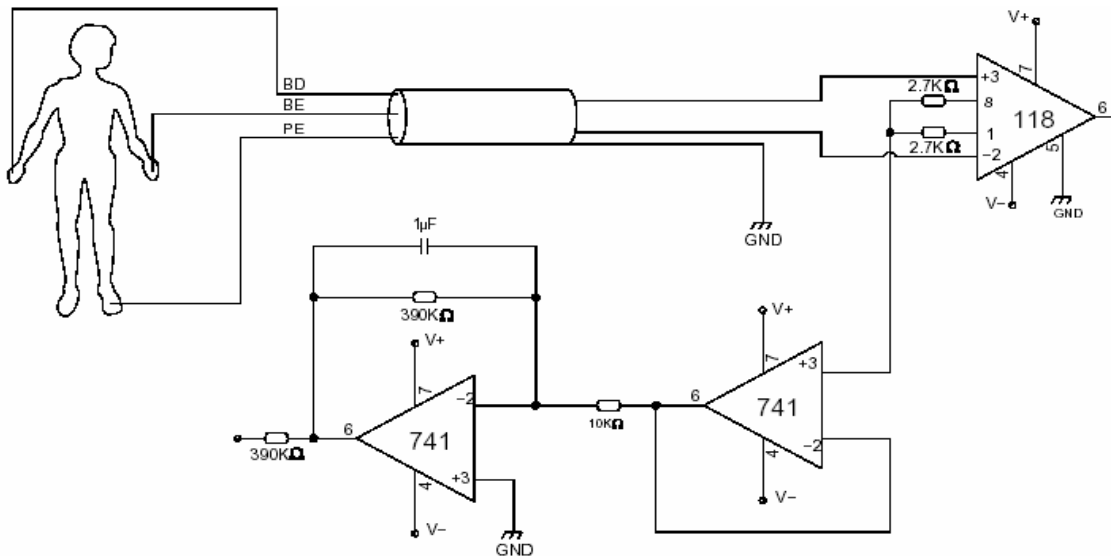 V+
BD
BE
PE
+3
7
2.7KΩ
8
118
6
1
2.7KΩ
−2
4
5
V−
GND
GND
1µF
390KΩ
V+
7
−2
6
741
390KΩ
4
+3
V−
GND
10KΩ
V+
7
+3
6
741
−2
4
V−